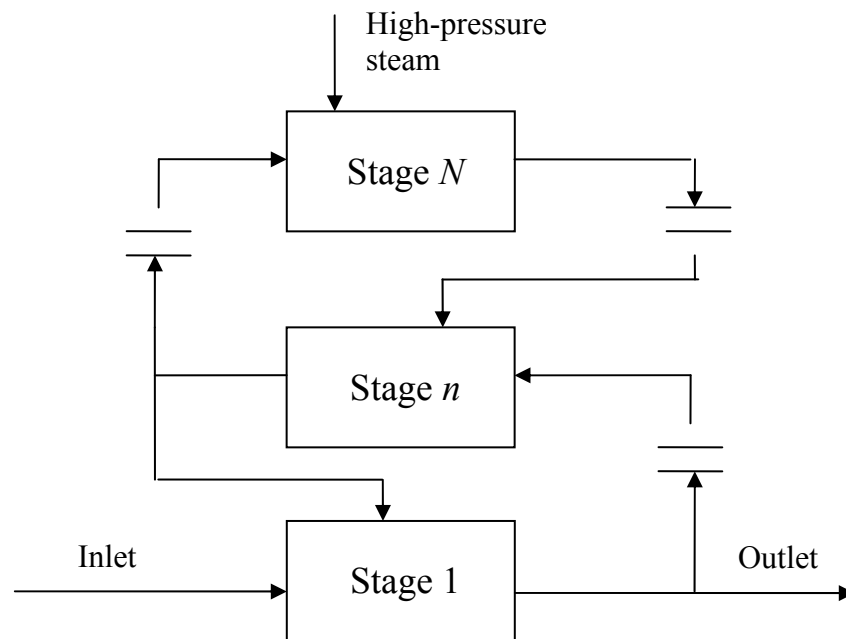 High-pressure
steam
Stage N
Stage n
Inlet
Outlet
Stage 1